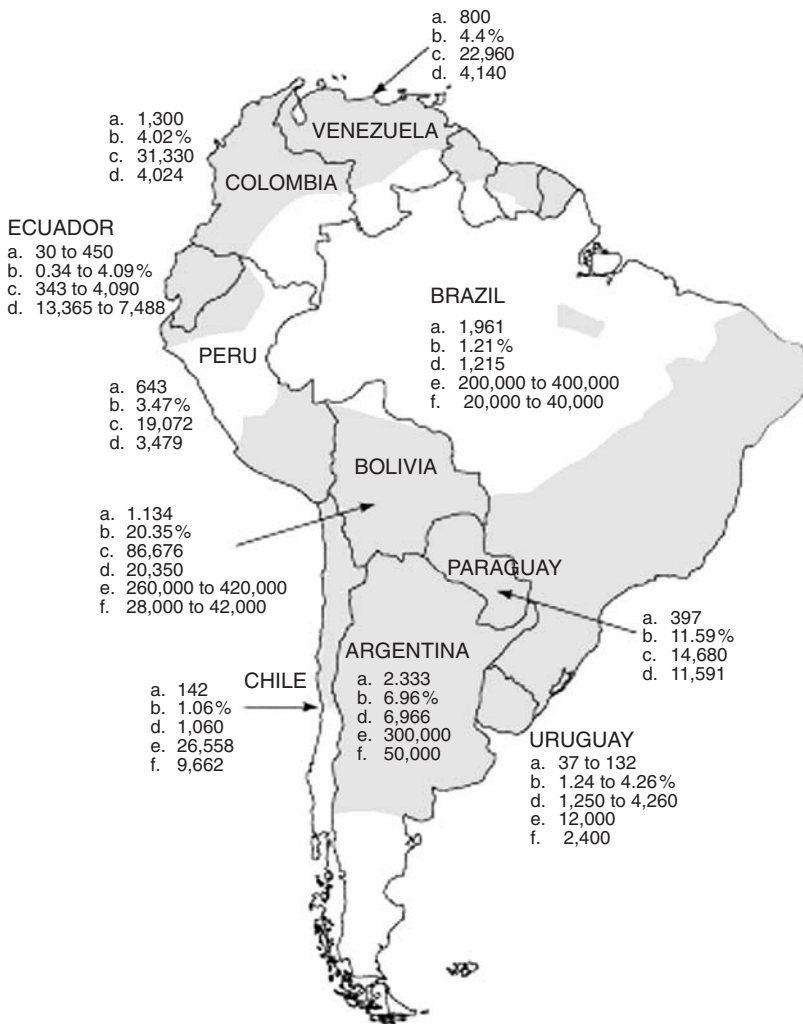 a. 800
b. 4.4%
c. 22,960
d. 4,140
VENEZUELA
a. 1,300
b. 4.02%
c. 31,330
d. 4,024
COLOMBIA
ECUADOR
a. 30 to 450
b. 0.34 to 4.09%
c. 343 to 4,090
d. 13,365 to 7,488
BRAZIL
a. 1,961
b. 1.21%
d. 1,215
e. 200,000 to 400,000
f. 20,000 to 40,000
PERU
a. 643
b. 3.47%
c. 19,072
d. 3,479
BOLIVIA
a. 1.134
b. 20.35%
c. 86,676
d. 20,350
e. 260,000 to 420,000
f. 28,000 to 42,000
PARAGUAY
a. 397
b. 11.59%
c. 14,680
d. 11,591
ARGENTINA
a. 2.333
b. 6.96%
d. 6,966
e. 300,000
f. 50,000
CHILE
a. 142
b. 1.06%
d. 1,060
e. 26,558
f. 9,662
URUGUAY
a. 37 to 132
b. 1.24 to 4.26%
d. 1,250 to 4,260
e. 12,000
f. 2,400